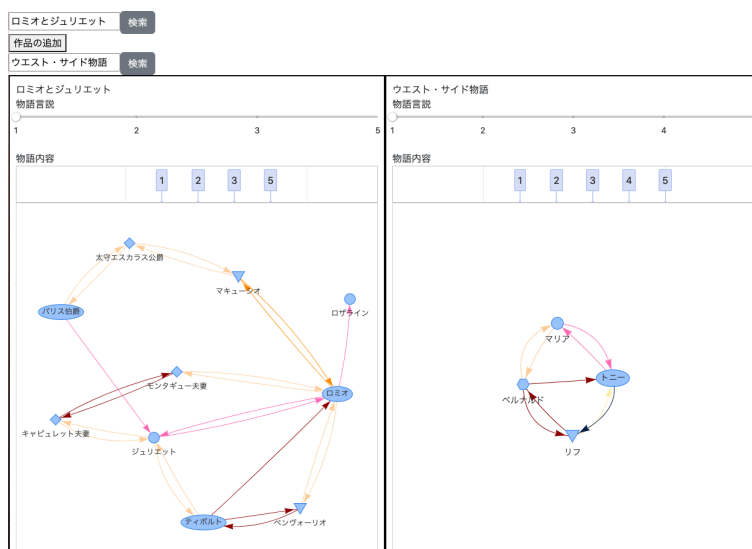 ロミオとジュリエット 検索
作品の追加
ウエスト・サイド物語 検索
ロミオとジュリエット
物語言説
1 2 3 5
物語内容
1 2 3 5
太守エスカラス公爵
マキューシオ
パリス伯爵
ロザライン
モンタギュー夫妻
ロミオ
キャピュレット夫妻
ジュリエット
ティボルト
ベンヴォーリオ
ウエスト・サイド物語
物語言説
1 2 3 4
物語内容
1 2 3 4 5
マリア
トニー
ベルナルド
リフ